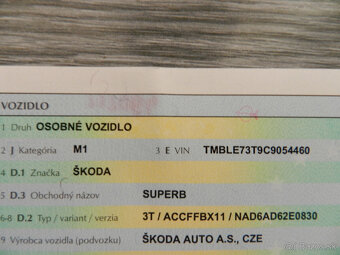 VOZIDLO
1 Druh OSOBNÉ VOZIDLO
2 J Kategória M1 3 E VIN TMBLE73T9C9054460
4 D.1 Značka ŠKODA
5 D.3 Obchodný názov SUPERB
6-8 D.2 Typ / variant / verzia 3T / ACCFFBX11 / NAD6AD62E0830
9 Výrobca vozidla (podvozku) ŠKODA AUTO A.S., CZE